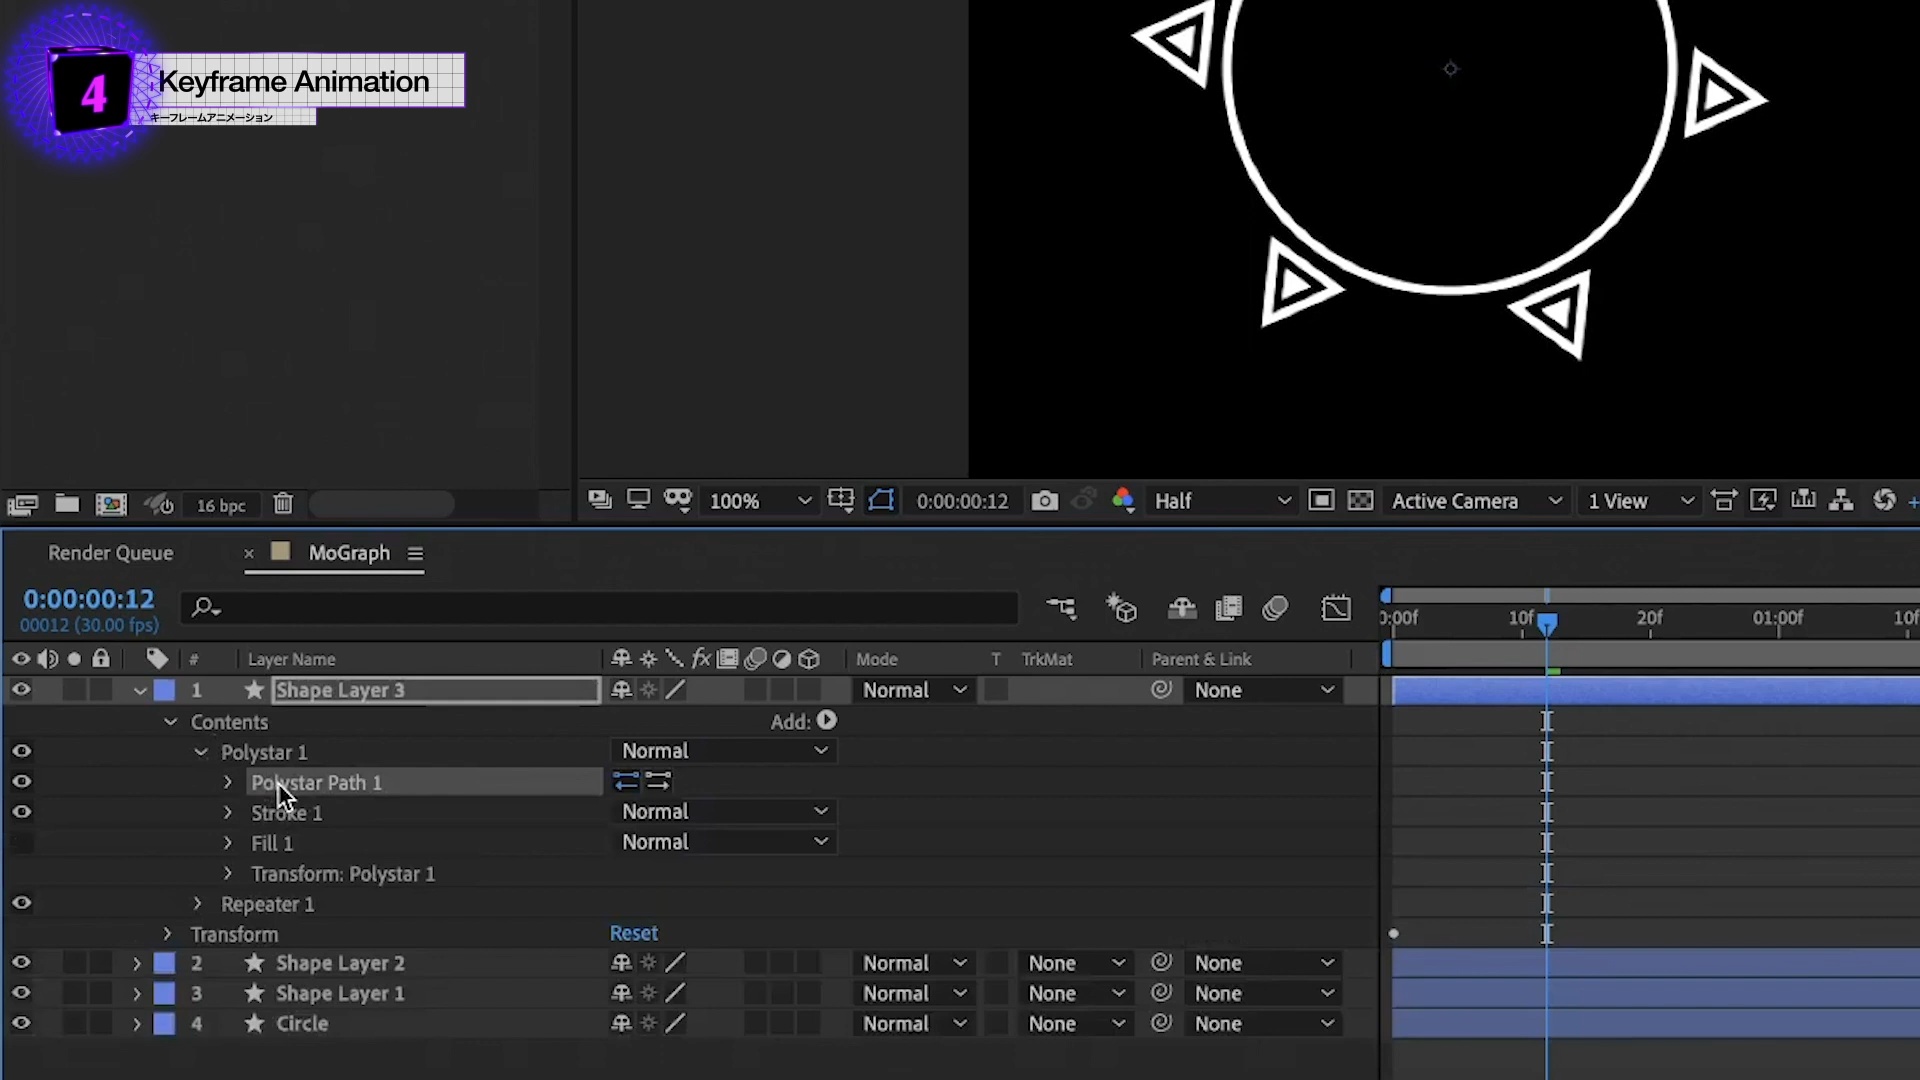 4
Keyframe Animation
キーフレームアニメーション
16 bpc
100%
0:00:00:12
Half
Active Camera
1 View
Render Queue
× MoGraph
0:00:00:12
00012 (30.00 fps)
:00f 10f 20f 01:00f 10f
# Layer Name fx Mode T TrkMat Parent & Link
1 Shape Layer 3 Normal None
Contents Add:
Polystar 1 Normal
Polystar Path 1
Stroke 1 Normal
Fill 1 Normal
Transform: Polystar 1
Repeater 1
Transform Reset
2 Shape Layer 2 Normal None None
3 Shape Layer 1 Normal None None
4 Circle Normal None None